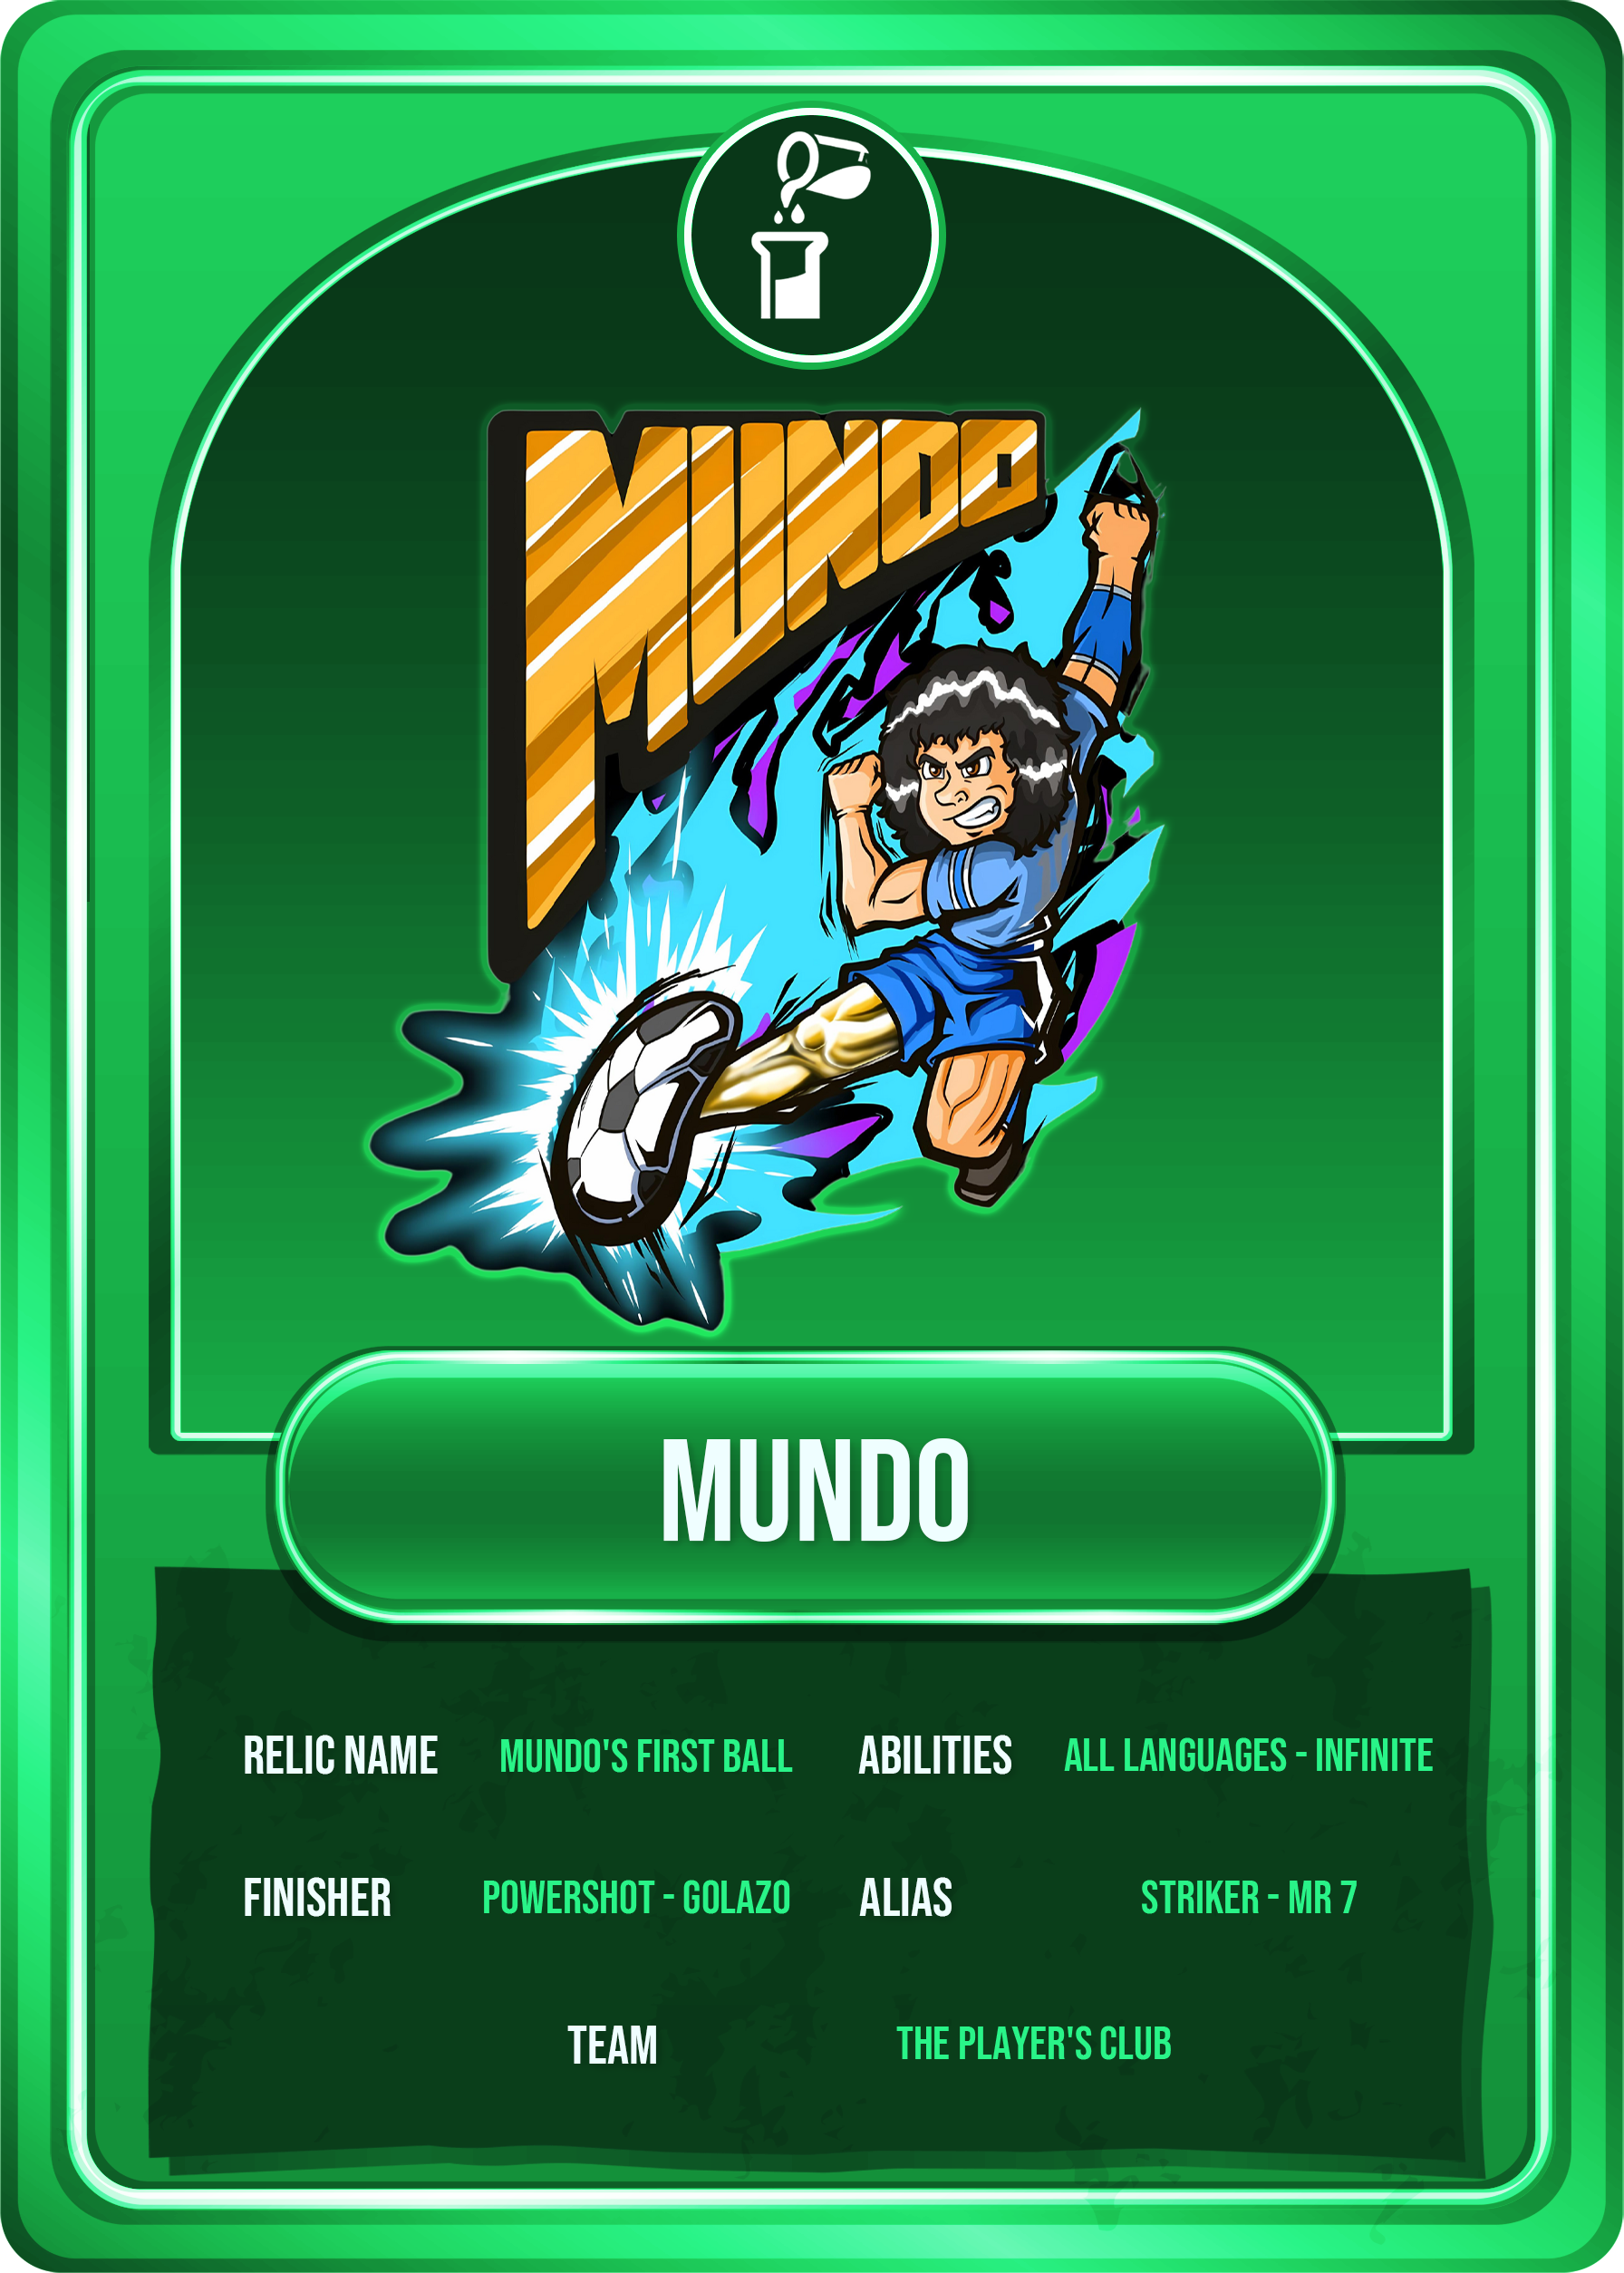 MUNDO
MUNDO
RELIC NAME MUNDO'S FIRST BALL ABILITIES ALL LANGUAGES - INFINITE
FINISHER POWERSHOT - GOLAZO ALIAS STRIKER - MR 7
TEAM THE PLAYER'S CLUB